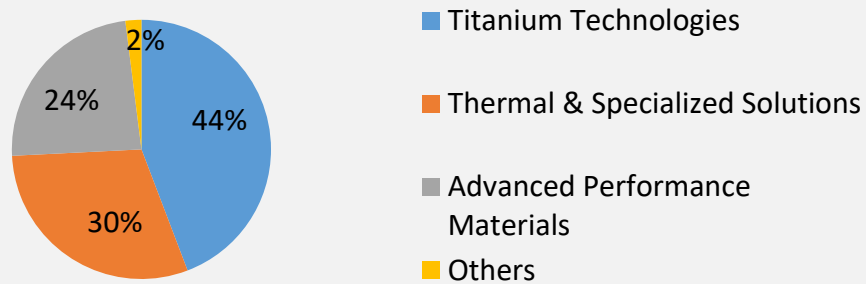 2%
44%
30%
24%
Titanium Technologies
Thermal & Specialized Solutions
Advanced Performance
Materials
Others